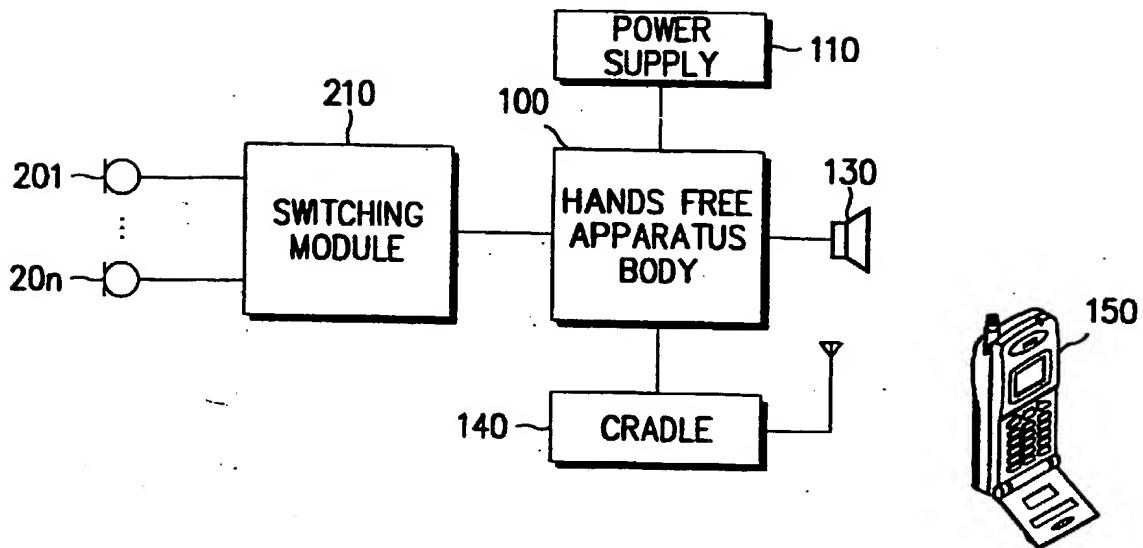 POWER
SUPPLY
110
210
100
201
SWITCHING
MODULE
HANDS FREE
APPARATUS
BODY
130
20n
150
140
CRADLE